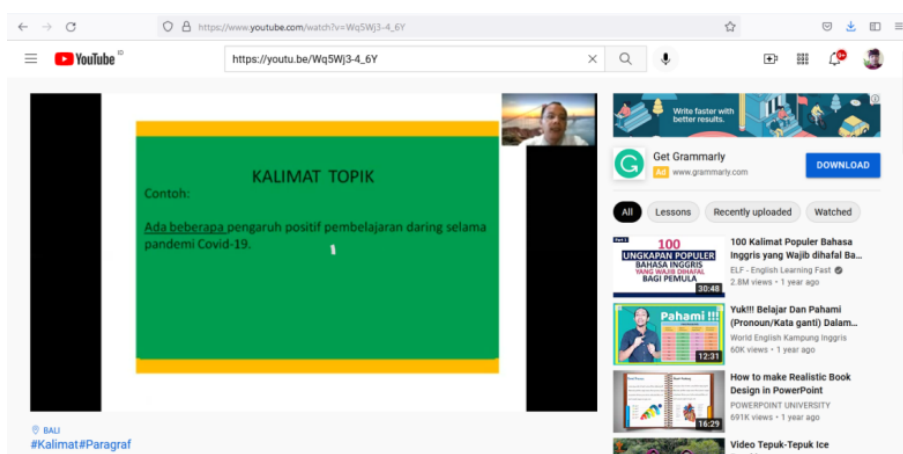 https://www.youtube.com/watch?v=Wq5Wj3-4_6Y
YouTube ID
https://youtu.be/Wq5Wj3-4_6Y
9+
KALIMAT TOPIK
Contoh:
Ada beberapa pengaruh positif pembelajaran daring selama
pandemi Covid-19.
BALI
#Kalimat#Paragraf
Write faster with
better results.
Get Grammarly
Ad www.grammarly.com
DOWNLOAD
All Lessons Recently uploaded Watched
Part 1
100
UNGKAPAN POPULER
BAHASA INGGRIS
YANG WAJIB DIHAFAL
BAGI PEMULA
30:48
100 Kalimat Populer Bahasa
Inggris yang Wajib dihafal Ba...
ELF - English Learning Fast
2.8M views • 1 year ago
Pahami !!!
12:31
Yuk!!! Belajar Dan Pahami
(Pronoun/Kata ganti) Dalam...
World English Kampung Inggris
60K views • 1 year ago
16:29
How to make Realistic Book
Design in PowerPoint
POWERPOINT UNIVERSITY
691K views • 1 year ago
Video Tepuk-Tepuk Ice